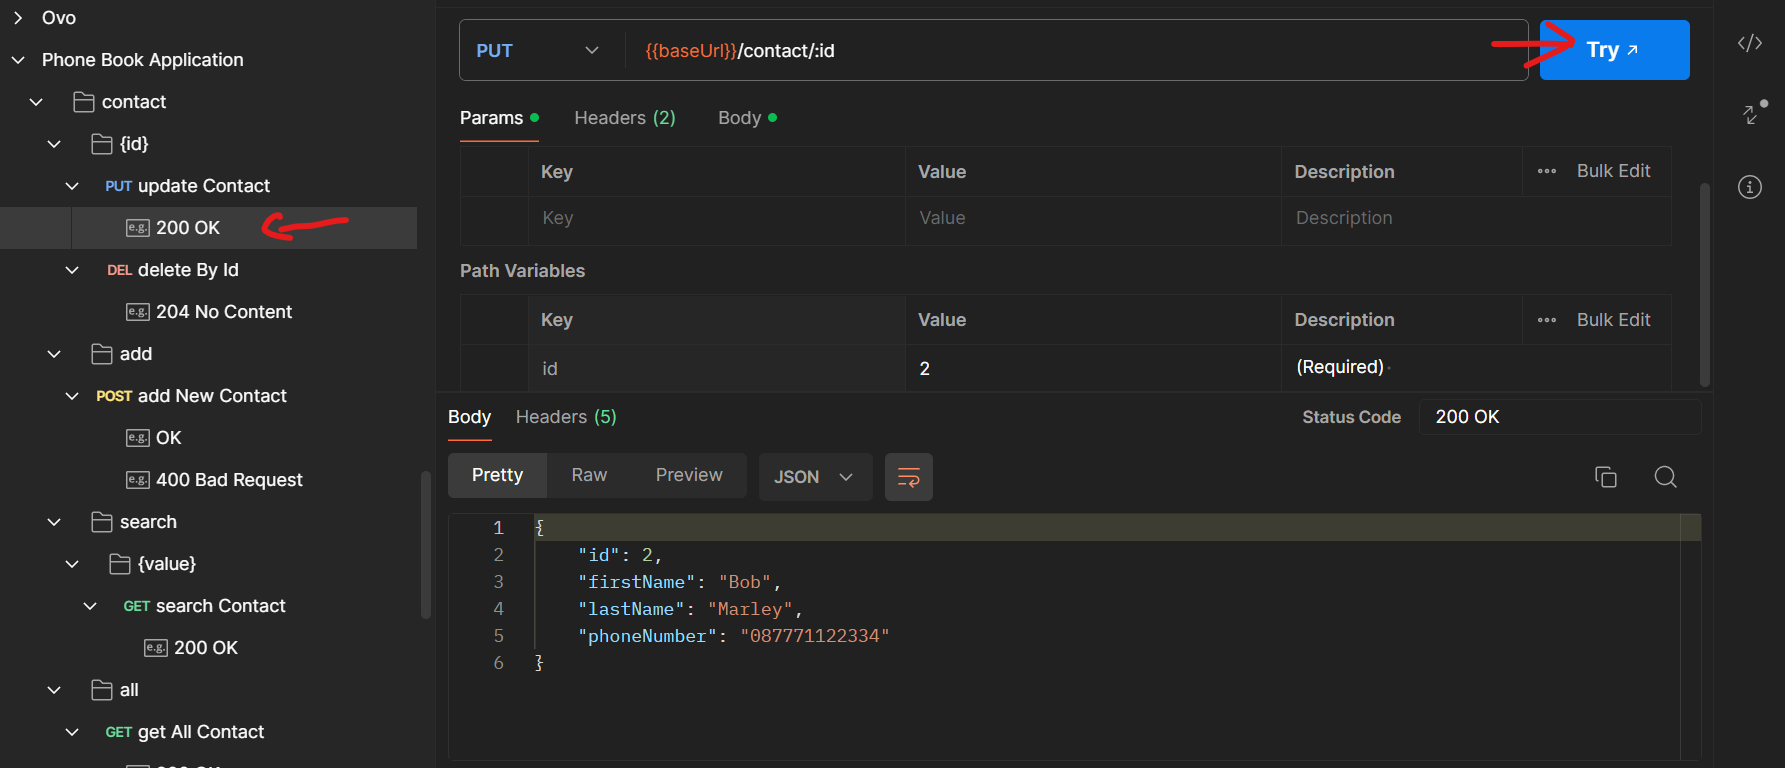 Ovo
Phone Book Application
contact
{id}
PUT update Contact
e.g. 200 OK
DEL delete By Id
e.g. 204 No Content
add
POST add New Contact
e.g. OK
e.g. 400 Bad Request
search
{value}
GET search Contact
e.g. 200 OK
all
GET get All Contact
PUT {{baseUrl}}/contact/:id Try ↗
Params Headers (2) Body
Key Value Description ••• Bulk Edit
Key Value Description
Path Variables
Key Value Description ••• Bulk Edit
id 2 (Required)
Body Headers (5) Status Code 200 OK
Pretty Raw Preview JSON
1 {
2 "id": 2,
3 "firstName": "Bob",
4 "lastName": "Marley",
5 "phoneNumber": "087771122334"
6 }